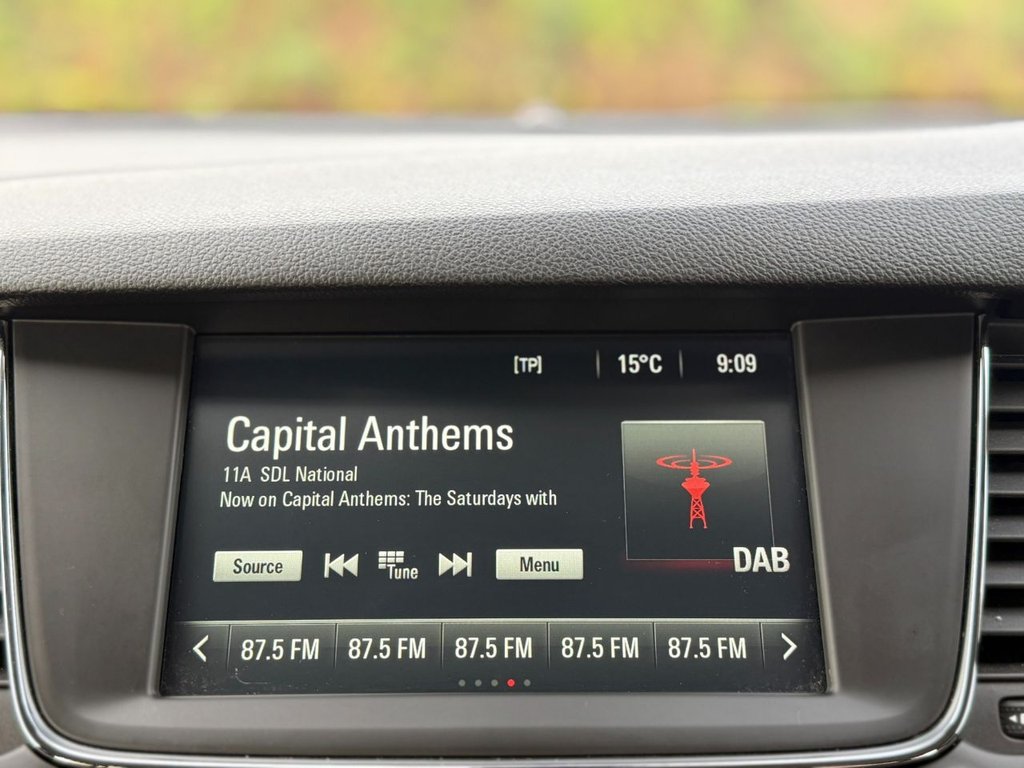 [TP] 15°C 9:09
Capital Anthems
11A SDL National
Now on Capital Anthems: The Saturdays with
DAB
Source Tune Menu
87.5 FM 87.5 FM 87.5 FM 87.5 FM 87.5 FM